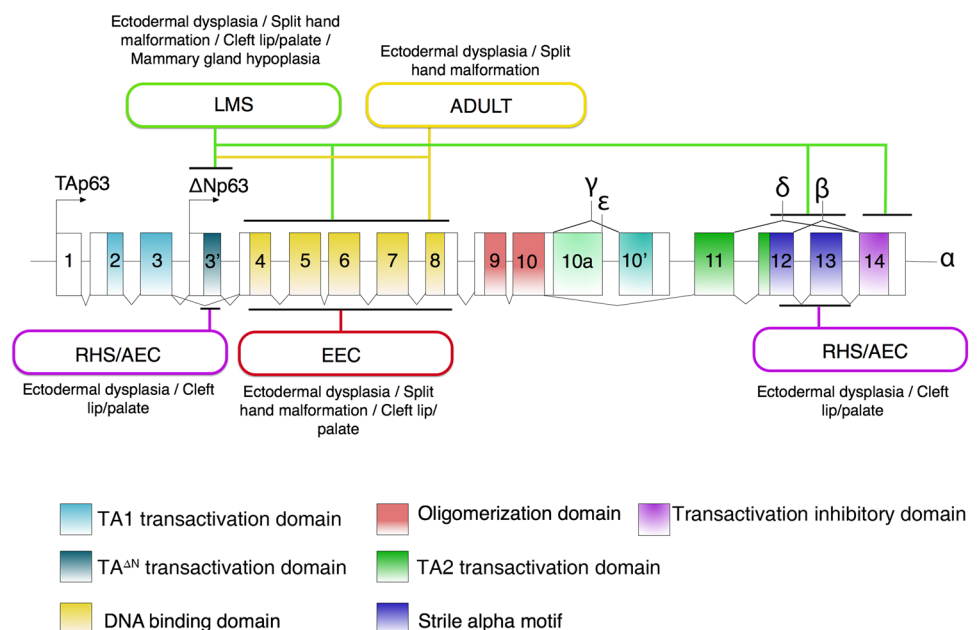 Ectodermal dysplasia / Split hand
malformation / Cleft lip/palate /
Mammary gland hypoplasia
Ectodermal dysplasia / Split
hand malformation
LMS
ADULT
TAp63
ΔNp63
γ
ε
δ
β
1
2
3
3'
4
5
6
7
8
9
10
10a
10'
11
12
13
14
α
RHS/AEC
EEC
RHS/AEC
Ectodermal dysplasia / Cleft
lip/palate
Ectodermal dysplasia / Split
hand malformation / Cleft lip/
palate
Ectodermal dysplasia / Cleft
lip/palate
TA1 transactivation domain
Oligomerization domain
Transactivation inhibitory domain
TAΔN transactivation domain
TA2 transactivation domain
DNA binding domain
Strile alpha motif